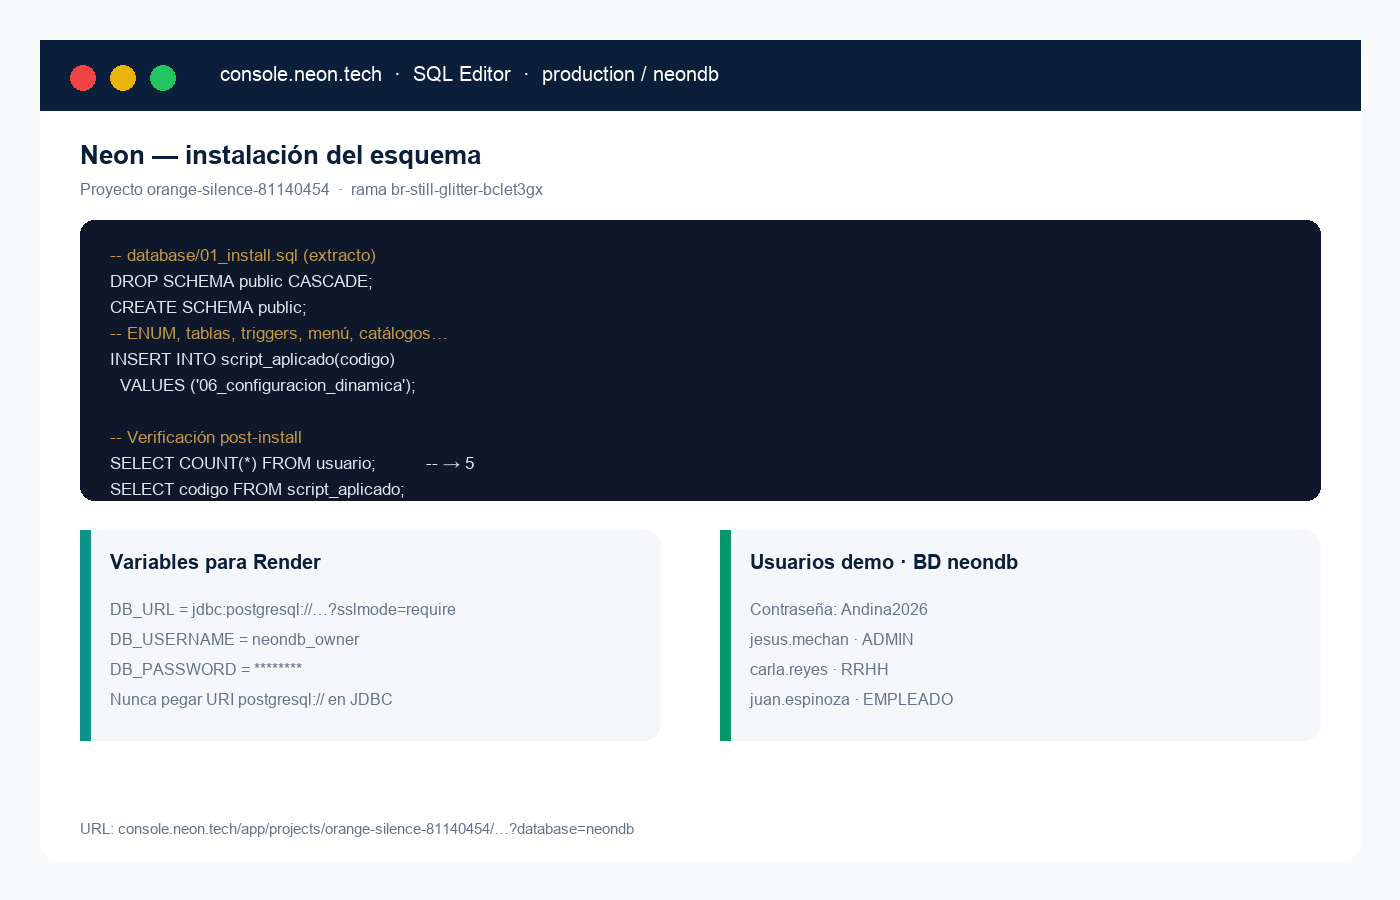 console.neon.tech · SQL Editor · production / neondb
Neon — instalación del esquema
Proyecto orange-silence-81140454 · rama br-still-glitter-bclet3gx
-- database/01_install.sql (extracto)
DROP SCHEMA public CASCADE;
CREATE SCHEMA public;
-- ENUM, tablas, triggers, menú, catálogos…
INSERT INTO script_aplicado(codigo)
VALUES ('06_configuracion_dinamica');
-- Verificación post-install
SELECT COUNT(*) FROM usuario; -- → 5
SELECT codigo FROM script_aplicado;
Variables para Render
DB_URL = jdbc:postgresql://…?sslmode=require
DB_USERNAME = neondb_owner
DB_PASSWORD = ********
Nunca pegar URI postgresql:// en JDBC
Usuarios demo · BD neondb
Contraseña: Andina2026
jesus.mechan · ADMIN
carla.reyes · RRHH
juan.espinoza · EMPLEADO
URL: console.neon.tech/app/projects/orange-silence-81140454/…?database=neondb